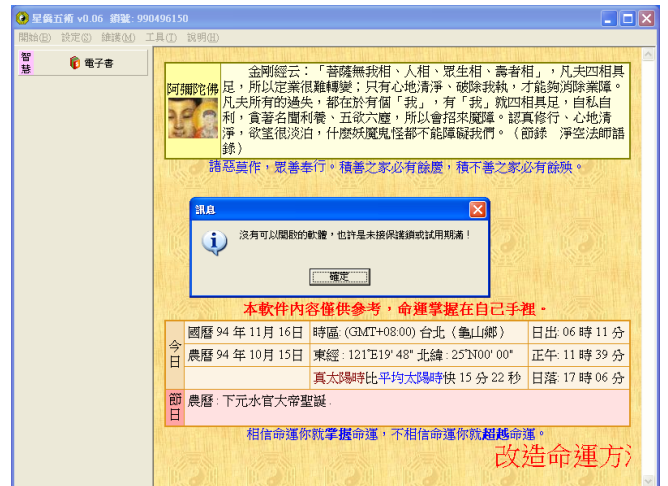 星僑五術 v0.06 鎖號: 990496150
開始(B) 設定(S) 維護(M) 工具(T) 說明(H)
智慧
電子書
阿彌陀佛
金剛經云：「菩薩無我相、人相、眾生相、壽者相」，凡夫四相具
足，所以定業很難轉變；只有心地清淨、破除我執，才能夠消除業障。
凡夫所有的過失，都在於有個「我」，有「我」就四相具足，自私自
利，貪著名聞利養、五欲六塵，所以會招來魔障。認真修行、心地清
淨，欲望很淡泊，什麼妖魔鬼怪都不能障礙我們。（節錄 淨空法師語
錄）
諸惡莫作，眾善奉行。積善之家必有餘慶，積不善之家必有餘殃。
訊息
沒有可以開啟的軟體，也許是未接保護鎖或試用期滿！
確定
本軟件內容僅供參考，命運掌握在自己手裡。
今日
國曆 94 年 11月 16日 時區: (GMT+08:00) 台北（龜山鄉） 日出: 06 時 11 分
農曆 94 年 10月 15日 東經 : 121°E19' 48" 北緯 : 25°N00' 00" 正午: 11 時 39 分
真太陽時比平均太陽時快 15 分 22 秒 日落: 17 時 06 分
節日
農曆 : 下元水官大帝聖誕 .
相信命運你就掌握命運，不相信命運你就超越命運。
改造命運方